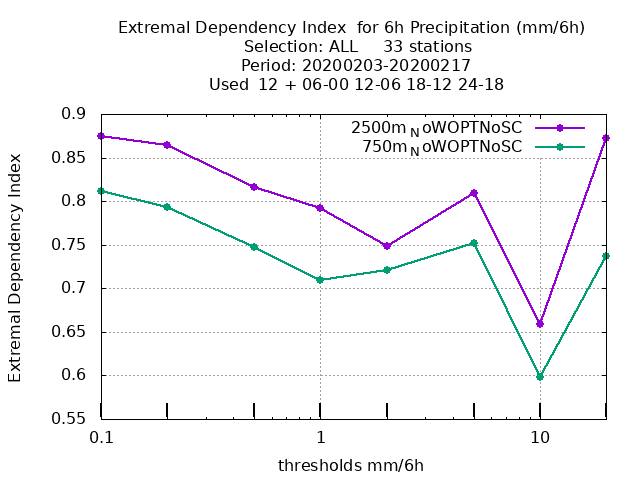 Extremal Dependency Index  for 6h Precipitation (mm/6h)
Selection: ALL     33 stations
Period: 20200203-20200217
Used  12 + 06-00 12-06 18-12 24-18
2500m_NoWOPTNoSC
750m_NoWOPTNoSC
0.9
0.85
0.8
0.75
0.7
0.65
0.6
0.55
Extremal Dependency Index
0.1 1 10
thresholds mm/6h